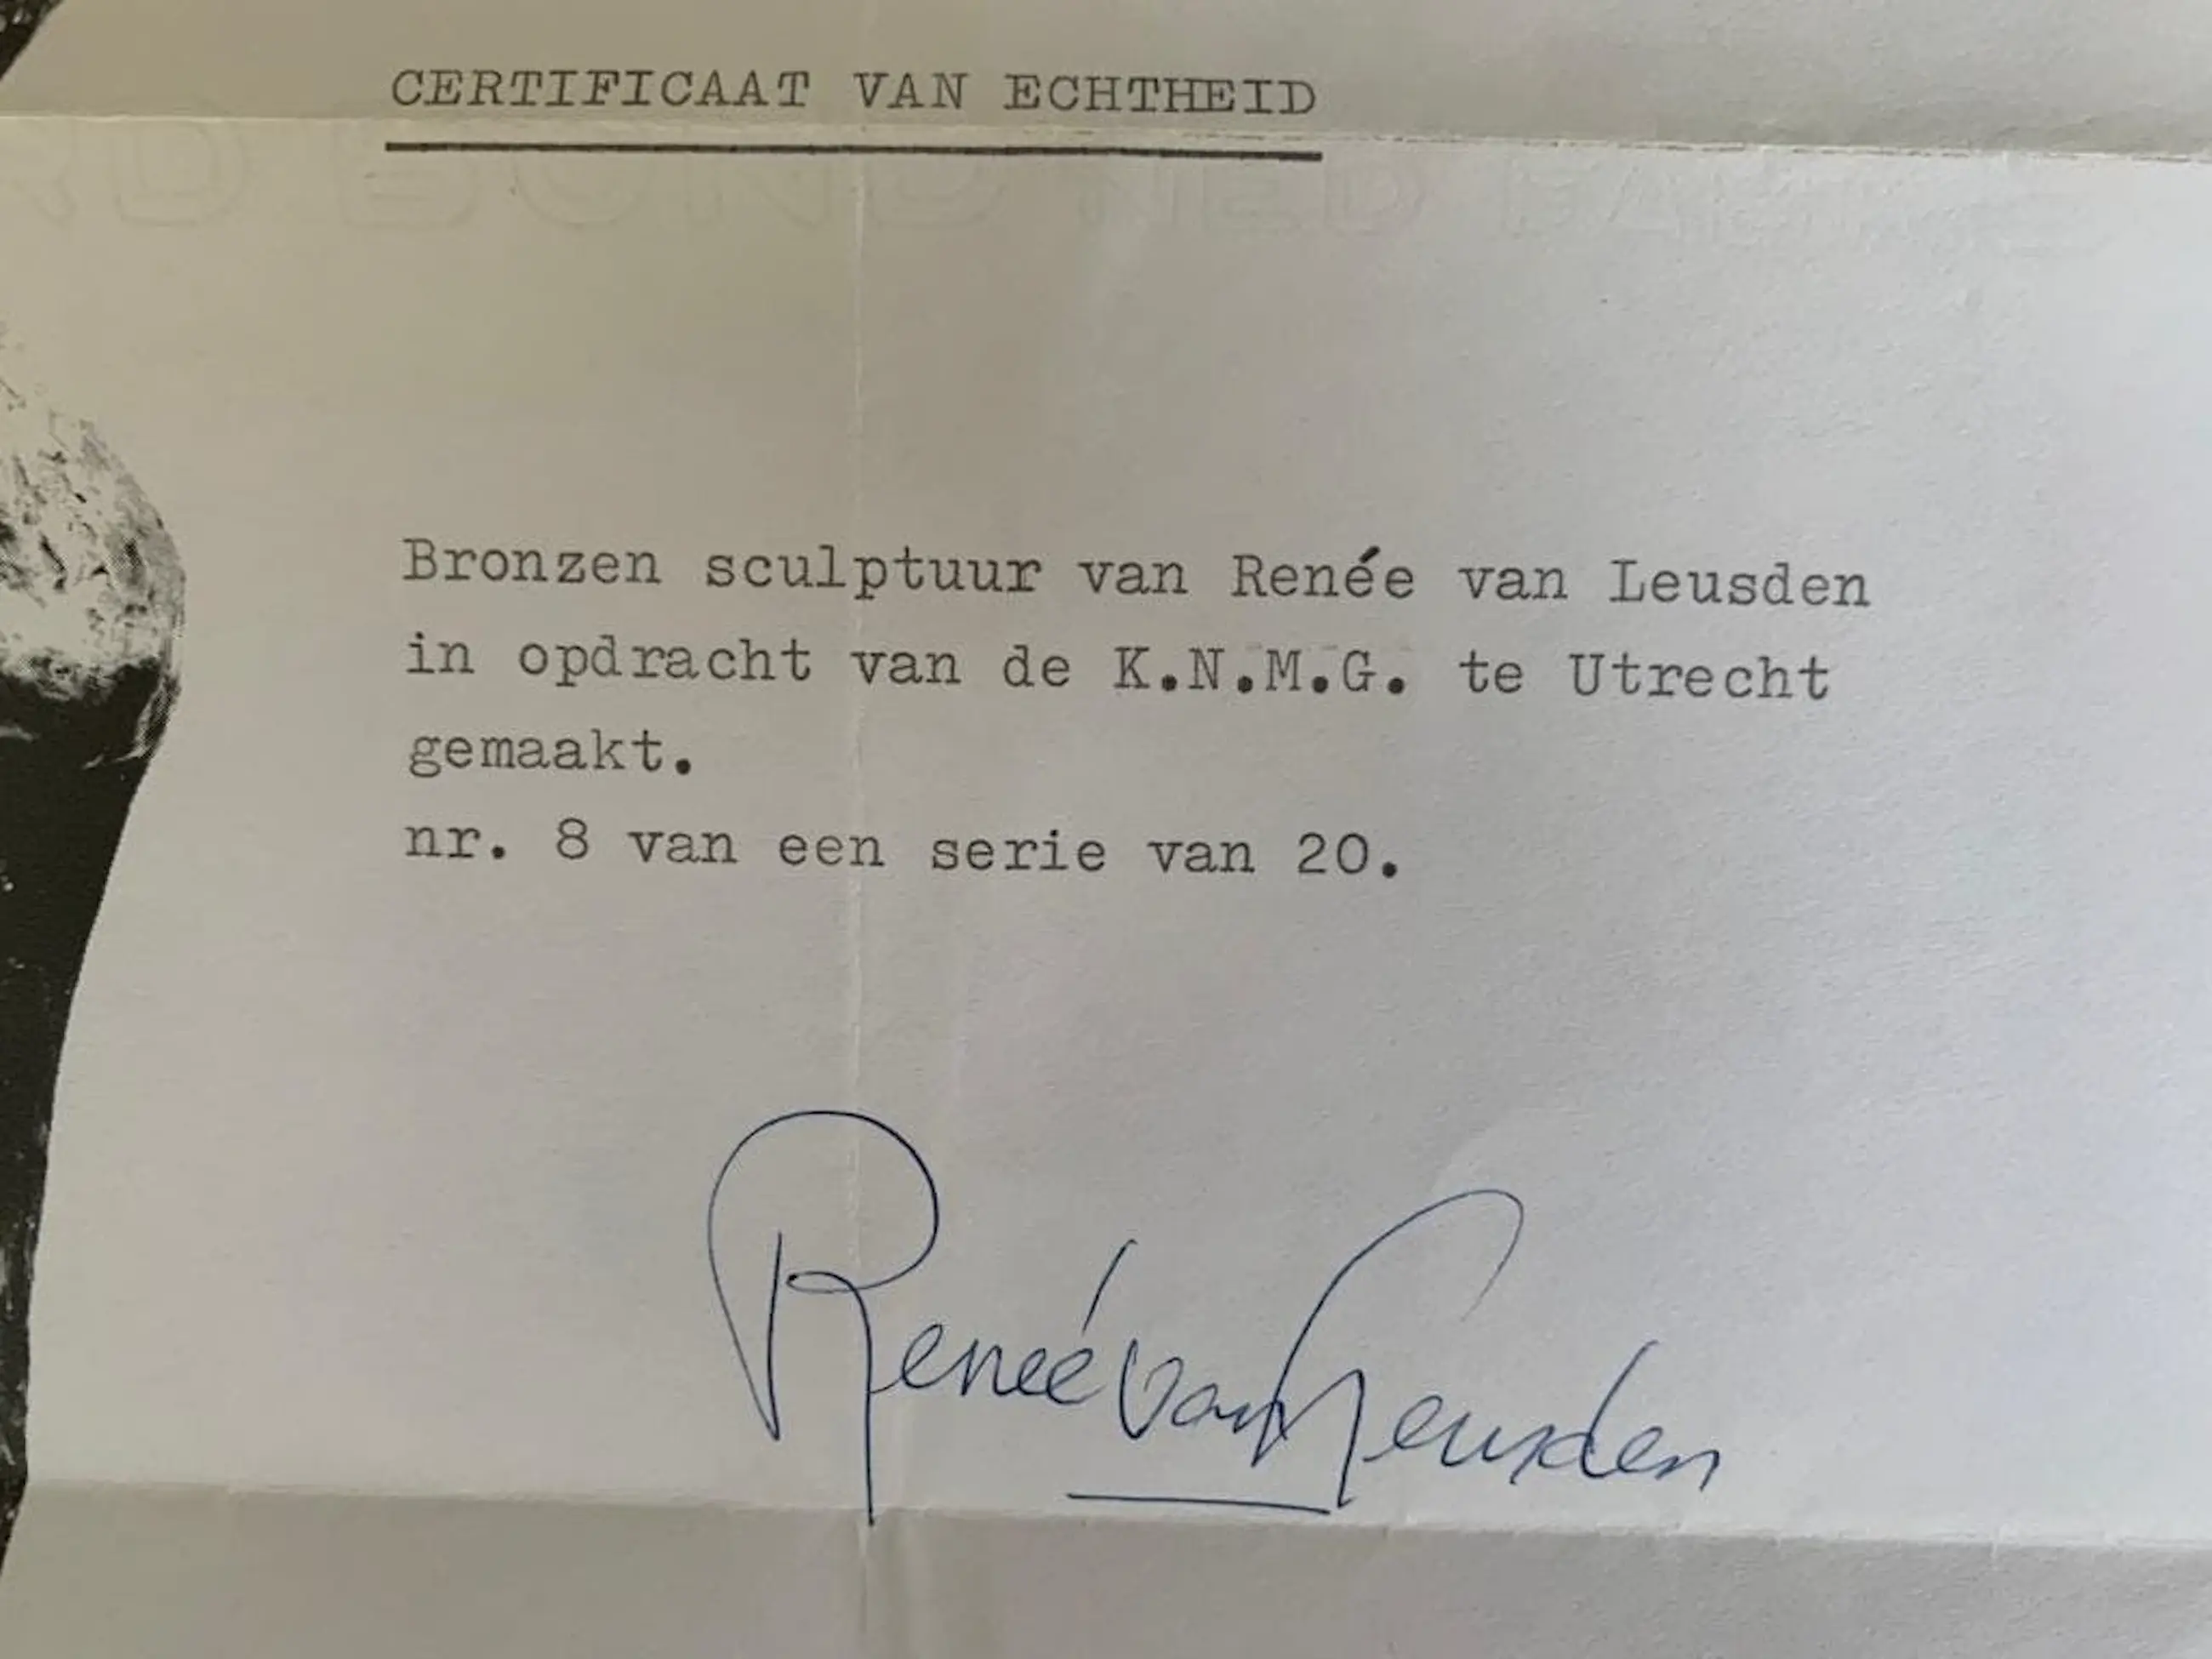 CERTIFICAAT VAN ECHTHEID
Bronzen sculptuur van Renée van Leusden
in opdracht van de K.N.M.G. te Utrecht
gemaakt.
nr. 8 van een serie van 20.
Renée van Leusden